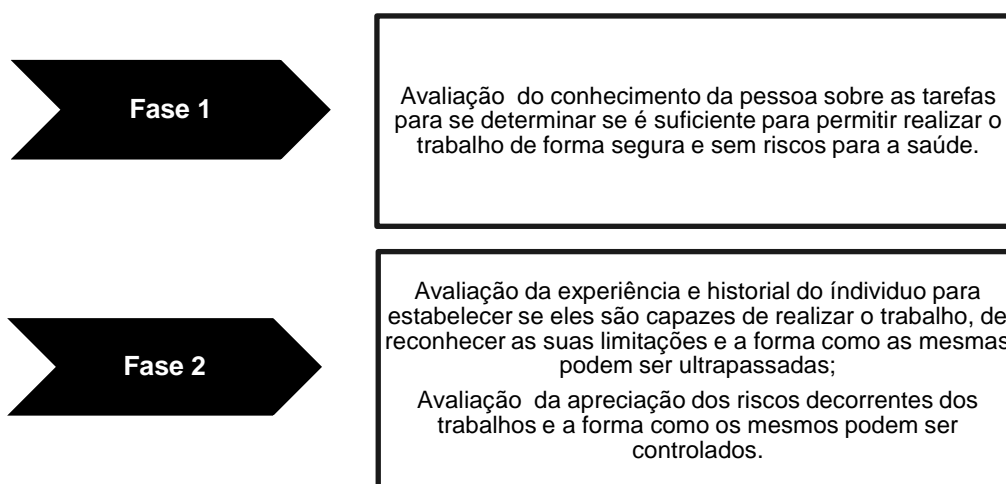 Fase 1
Avaliação do conhecimento da pessoa sobre as tarefas
para se determinar se é suficiente para permitir realizar o
trabalho de forma segura e sem riscos para a saúde.
Fase 2
Avaliação da experiência e historial do índividuo para
estabelecer se eles são capazes de realizar o trabalho, de
reconhecer as suas limitações e a forma como as mesmas
podem ser ultrapassadas;
Avaliação da apreciação dos riscos decorrentes dos
trabalhos e a forma como os mesmos podem ser
controlados.